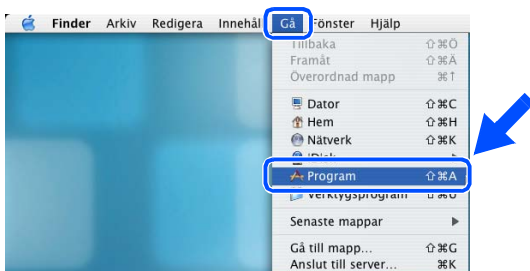 Finder Arkiv Redigera Innehåll Gå Fönster Hjälp
Tillbaka ⇧⌘Ö
Framåt ⇧⌘Ä
Överordnad mapp ⌘↑
Dator ⇧⌘C
Hem ⇧⌘H
Nätverk ⇧⌘K
iDisk
Program ⇧⌘A
Verktygsprogram ⇧⌘U
Senaste mappar
Gå till mapp... ⇧⌘G
Anslut till server... ⌘K